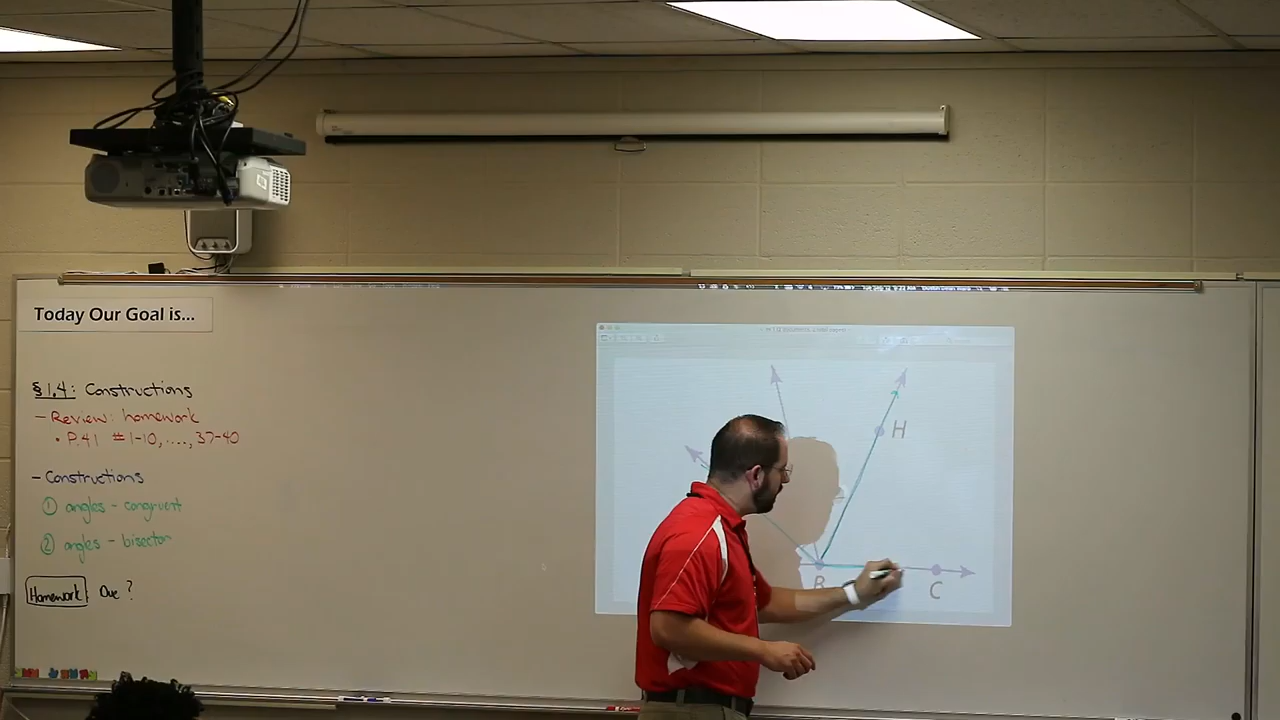 Today Our Goal is...
§1.4: Constructions
- Review: homework
• P.41 #1-10, ...., 37-40
- Constructions
① angles - congruent
② angles - bisector
Homework Due?
H
B
C